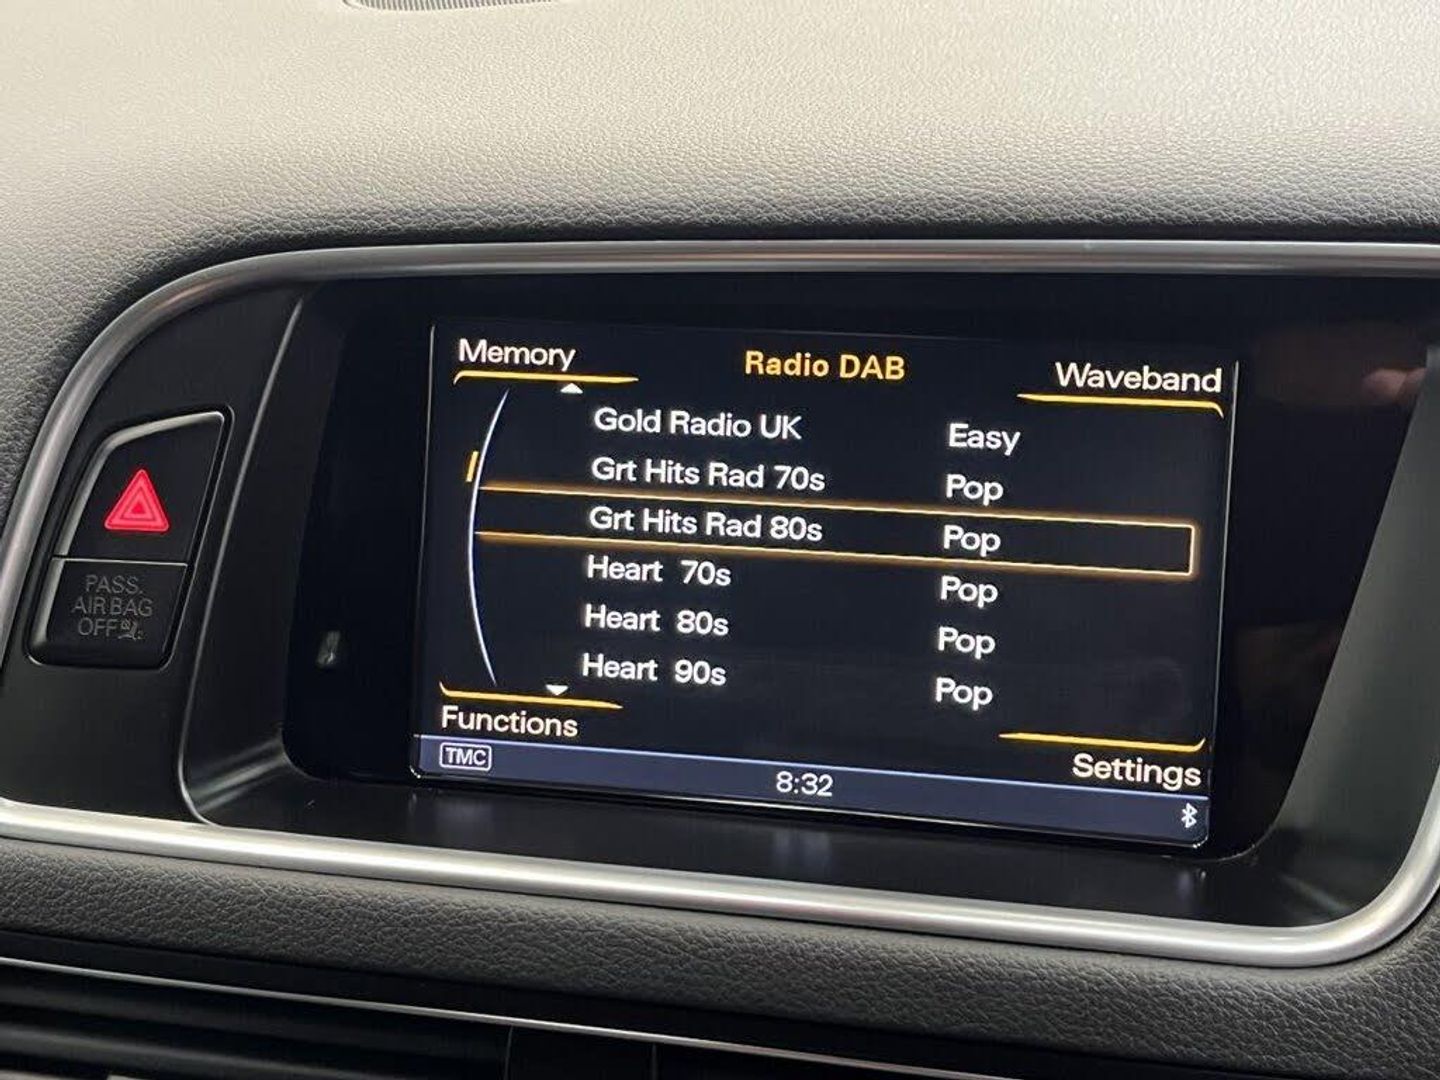 Memory
Radio DAB
Waveband
Gold Radio UK Easy
Grt Hits Rad 70s Pop
Grt Hits Rad 80s Pop
Heart 70s Pop
Heart 80s Pop
Heart 90s Pop
Functions
Settings
TMC
8:32
PASS.
AIR BAG
OFF